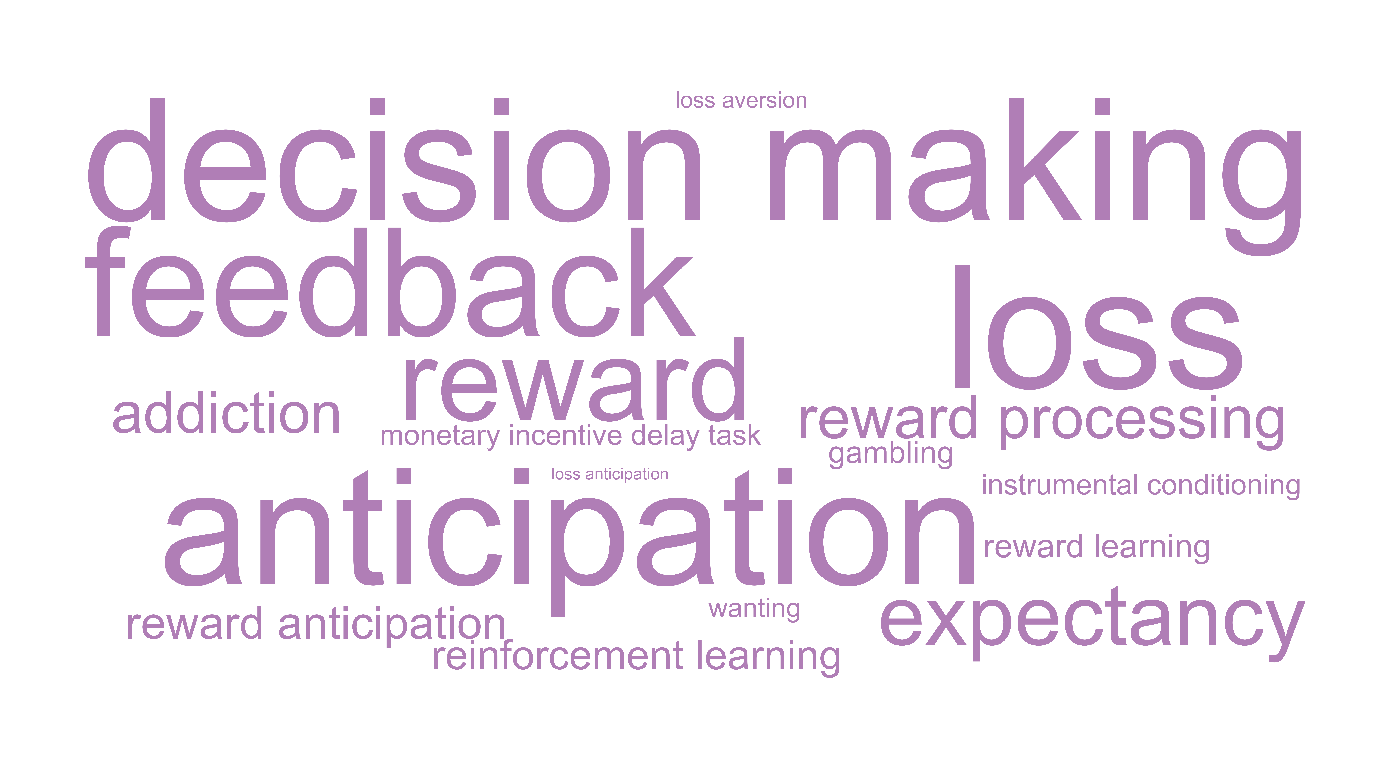 loss aversion
decision making
feedback
loss
reward
addiction
reward processing
monetary incentive delay task
gambling
loss anticipation
anticipation
instrumental conditioning
reward learning
wanting
expectancy
reward anticipation
reinforcement learning